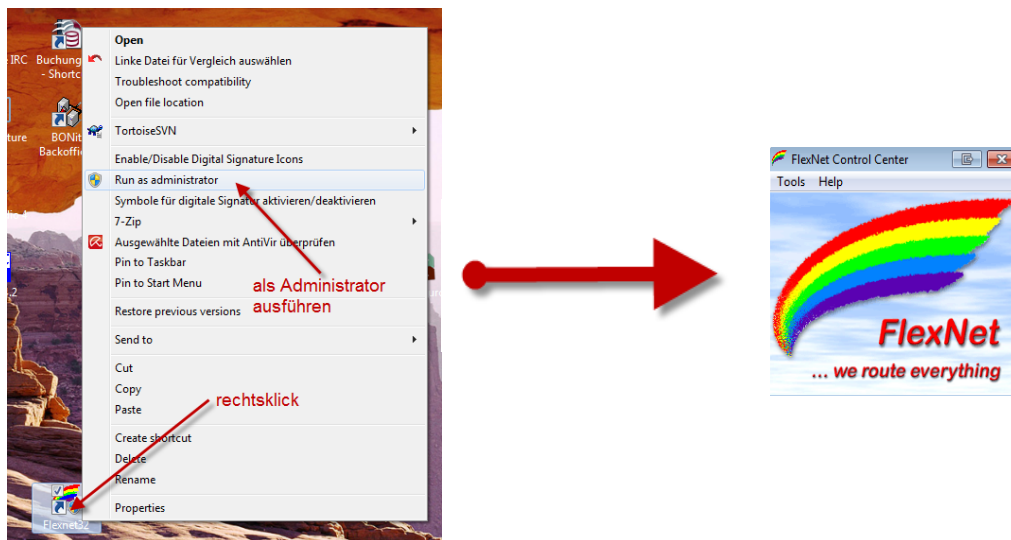 IRC
Buchung
- Shortc
ture
BONit
Backoffi
.2
Flexnet32
Open
Linke Datei für Vergleich auswählen
Troubleshoot compatibility
Open file location
TortoiseSVN
Enable/Disable Digital Signature Icons
Run as administrator
Symbole für digitale Signatur aktivieren/deaktivieren
7-Zip
Ausgewählte Dateien mit AntiVir überprüfen
Pin to Taskbar
Pin to Start Menu
Restore previous versions
Send to
Cut
Copy
Paste
Create shortcut
Delete
Rename
Properties
als Administrator
ausführen
rechtsklick
FlexNet Control Center
Tools Help
FlexNet
... we route everything